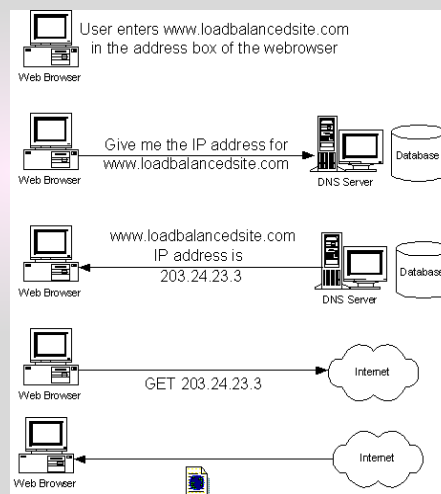 User enters www.loadbalancedsite.com
in the address box of the webrowser
Web Browser
Give me the IP address for
www.loadbalancedsite.com
Web Browser
DNS Server
Database
www.loadbalancedsite.com
IP address is
203.24.23.3
Web Browser
DNS Server
Database
GET 203.24.23.3
Internet
Web Browser
Internet
Web Browser